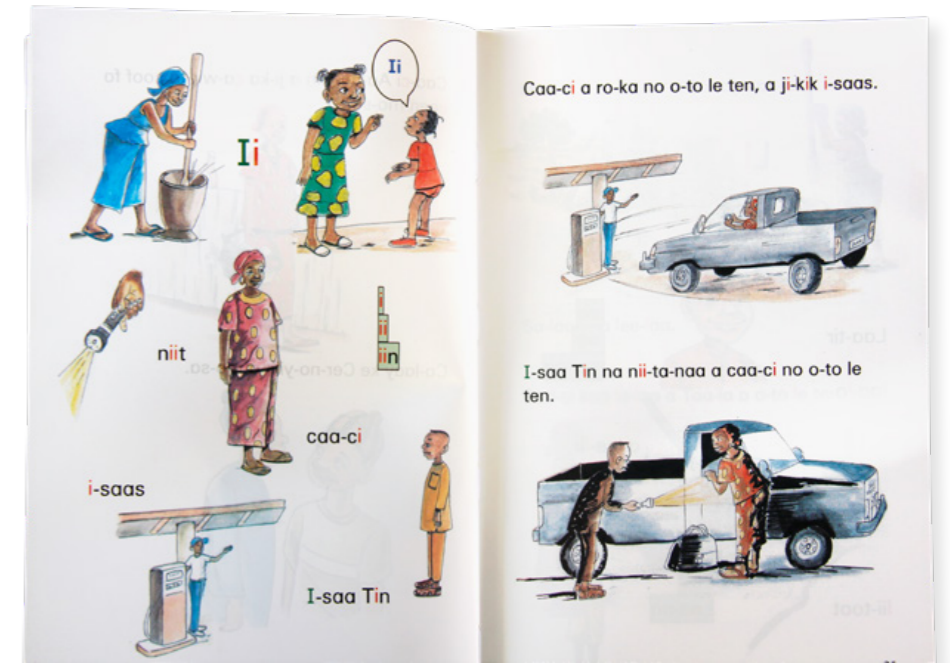 Ii
Ii
i
ii
iin
niit
caa-ci
i-saas
I-saa Tin
Caa-ci a ro-ka no o-to le ten, a ji-kik i-saas.
I-saa Tin na nii-ta-naa a caa-ci no o-to le
ten.